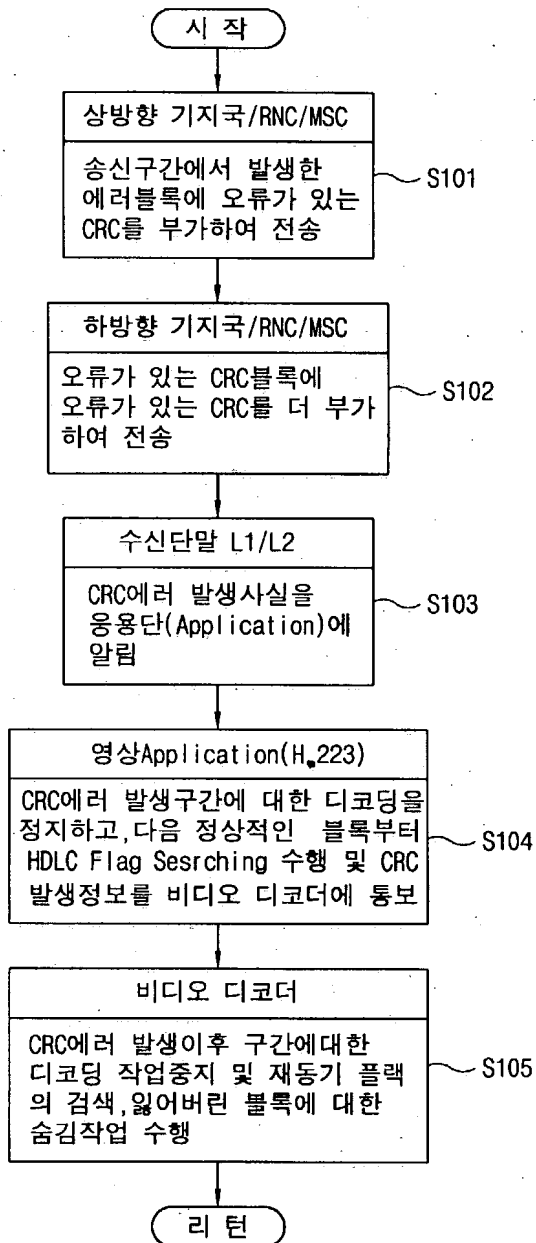 시 작
상방향 기지국/RNC/MSC
송신구간에서 발생한
에러블록에 오류가 있는
CRC를 부가하여 전송
S101
하방향 기지국/RNC/MSC
오류가 있는 CRC블록에
오류가 있는 CRC를 더 부가
하여 전송
S102
수신단말 L1/L2
CRC에러 발생사실을
응용단(Application)에
알림
S103
영상Application(H.223)
CRC에러 발생구간에 대한 디코딩을
정지하고,다음 정상적인 블록부터
HDLC Flag Sesrching 수행 및 CRC
발생정보를 비디오 디코더에 통보
S104
비디오 디코더
CRC에러 발생이후 구간에대한
디코딩 작업중지 및 재동기 플랙
의 검색,잃어버린 블록에 대한
숨김작업 수행
S105
리 턴